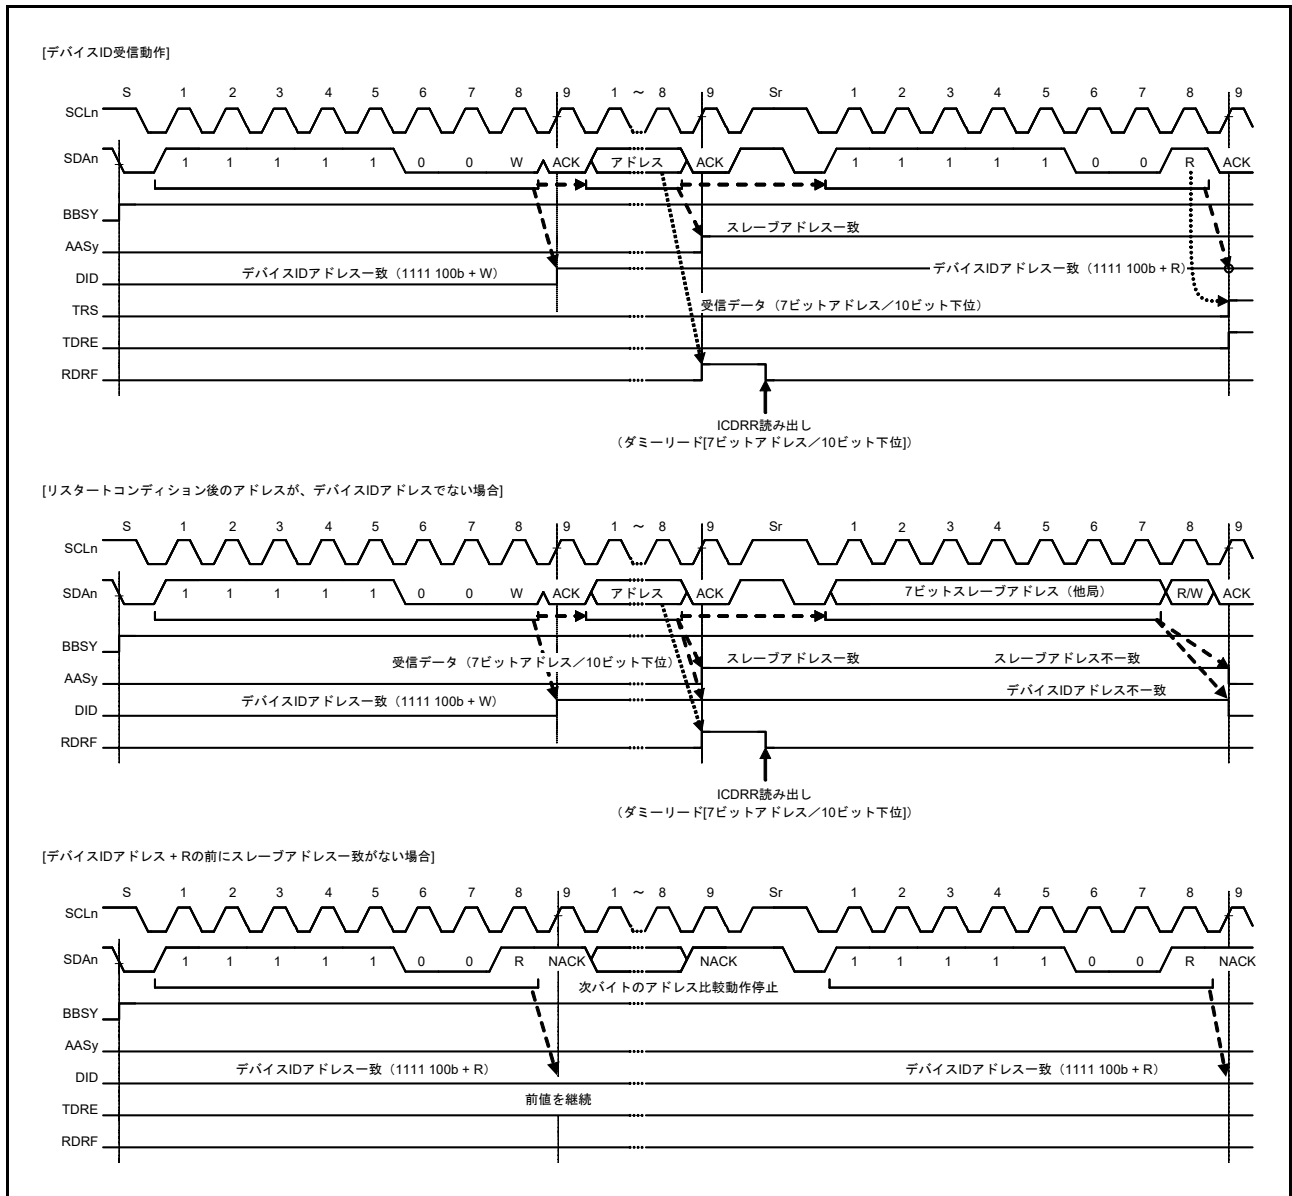 [デバイスID受信動作]
S 1 2 3 4 5 6 7 8 9 1 ～ 8 9 Sr 1 2 3 4 5 6 7 8 9
SCLn
SDAn 1 1 1 1 1 0 0 W ACK アドレス ACK 1 1 1 1 1 0 0 R ACK
BBSY
スレーブアドレス一致
AASy
デバイスIDアドレス一致（1111 100b + W） デバイスIDアドレス一致（1111 100b + R）
DID
受信データ（7ビットアドレス／10ビット下位）
TRS
TDRE
RDRF
ICDRR読み出し
（ダミーリード[7ビットアドレス／10ビット下位]）
[リスタートコンディション後のアドレスが、デバイスIDアドレスでない場合]
S 1 2 3 4 5 6 7 8 9 1 ～ 8 9 Sr 1 2 3 4 5 6 7 8 9
SCLn
SDAn 1 1 1 1 1 0 0 W ACK アドレス ACK 7ビットスレーブアドレス（他局） R/W ACK
BBSY
受信データ（7ビットアドレス／10ビット下位） スレーブアドレス一致 スレーブアドレス不一致
AASy
デバイスIDアドレス一致（1111 100b + W） デバイスIDアドレス不一致
DID
RDRF
ICDRR読み出し
（ダミーリード[7ビットアドレス／10ビット下位]）
[デバイスIDアドレス + Rの前にスレーブアドレス一致がない場合]
S 1 2 3 4 5 6 7 8 9 1 ～ 8 9 Sr 1 2 3 4 5 6 7 8 9
SCLn
SDAn 1 1 1 1 1 0 0 R NACK NACK 1 1 1 1 1 0 0 R NACK
次バイトのアドレス比較動作停止
BBSY
AASy
デバイスIDアドレス一致（1111 100b + R） デバイスIDアドレス一致（1111 100b + R）
DID
前値を継続
TDRE
RDRF